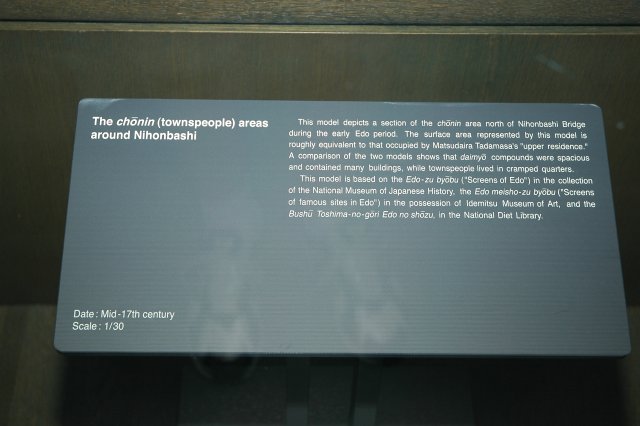 The chōnin (townspeople) areas
around Nihonbashi
This model depicts a section of the chōnin area north of Nihonbashi Bridge
during the early Edo period. The surface area represented by this model is
roughly equivalent to that occupied by Matsudaira Tadamasa's "upper residence."
A comparison of the two models shows that daimyō compounds were spacious
and contained many buildings, while townspeople lived in cramped quarters.
This model is based on the Edo-zu byōbu ("Screens of Edo") in the collection
of the National Museum of Japanese History, the Edo meisho-zu byōbu ("Screens
of famous sites in Edo") in the possession of Idemitsu Museum of Art, and the
Bushū Toshima-no-gōri Edo no shōzu, in the National Diet Library.
Date : Mid-17th century
Scale : 1/30